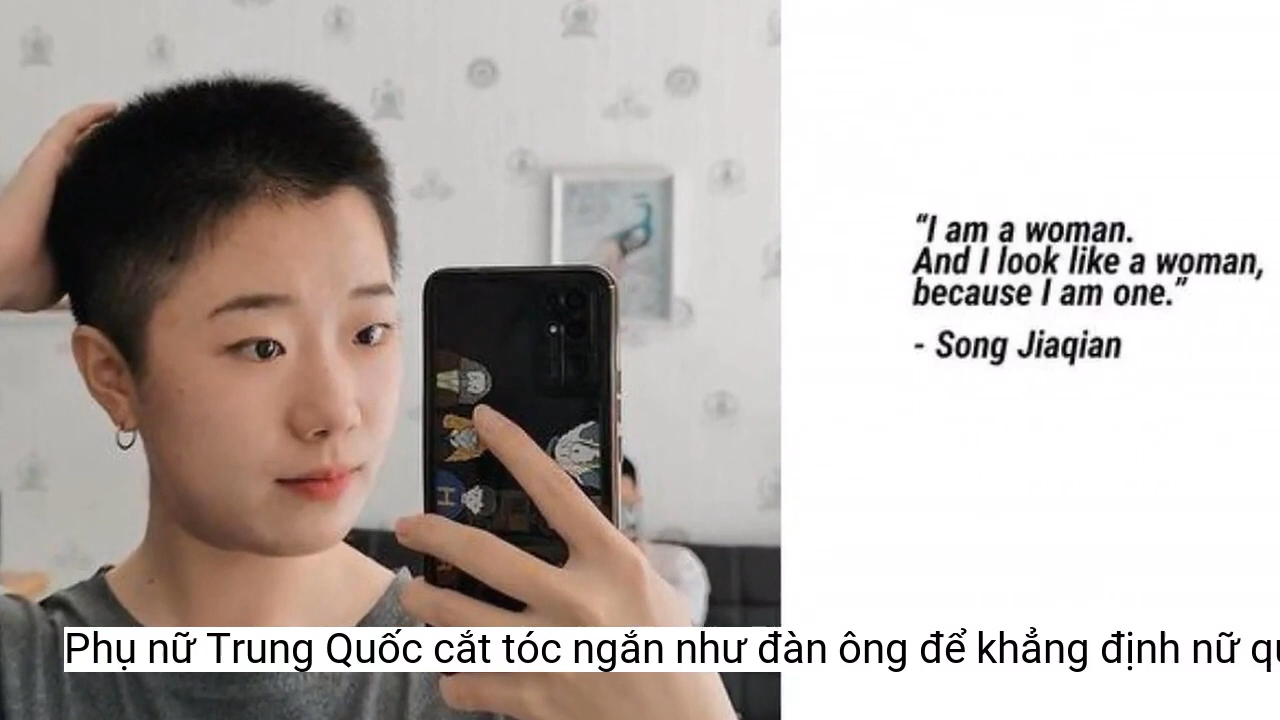 “I am a woman.
And I look like a woman,
because I am one.”
- Song Jiaqian
Phụ nữ Trung Quốc cắt tóc ngắn như đàn ông để khẳng định nữ